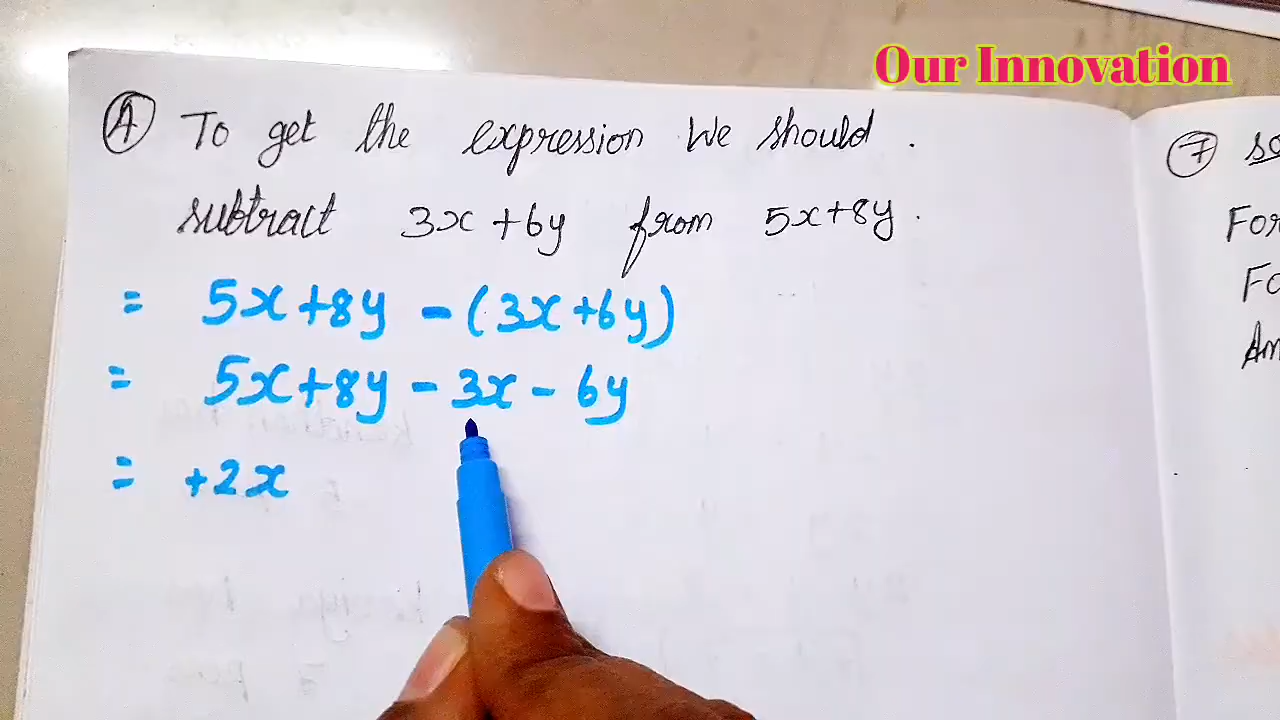 Our Innovation
4 To get the expression We should.
subtract 3x+6y from 5x+8y.
= 5x+8y -(3x+6y)
= 5x+8y - 3x - 6y
= +2x
7
For